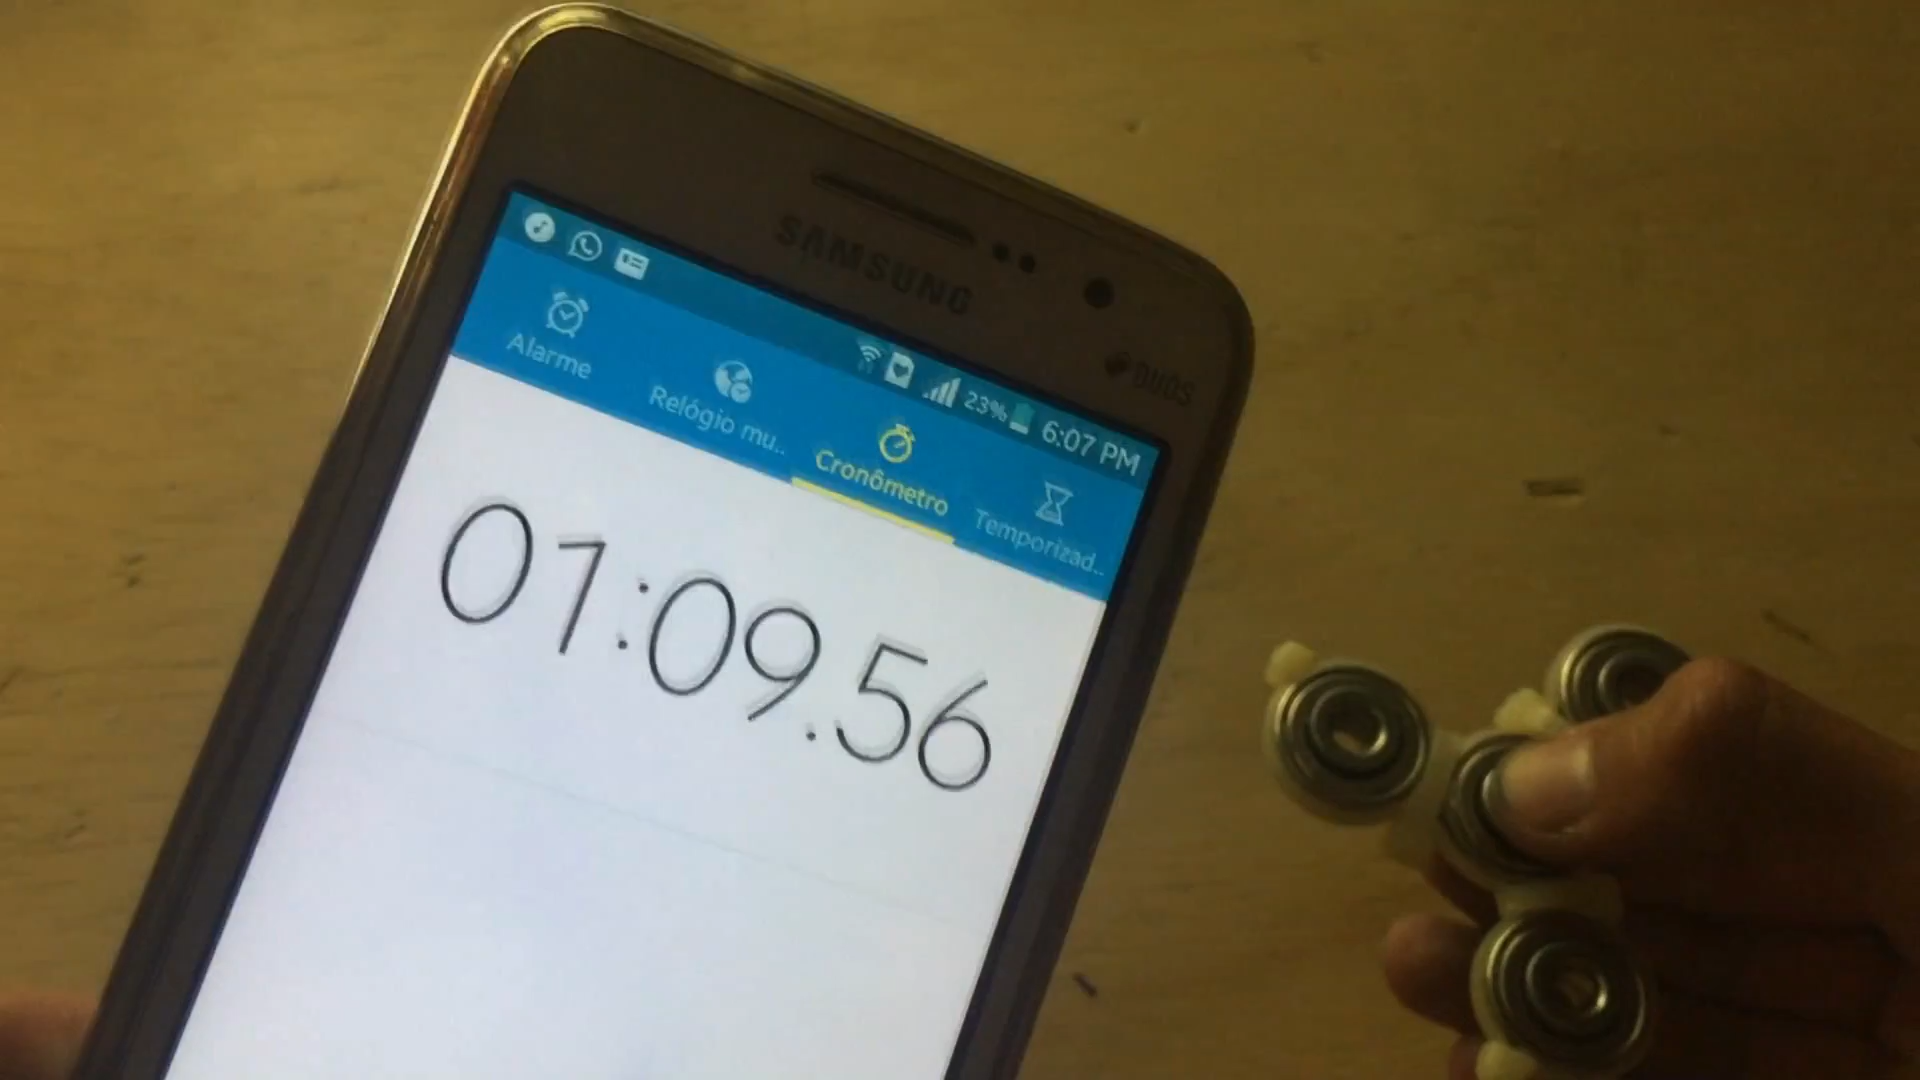 SAMSUNG
DUOS
23% 6:07 PM
Alarme
Relógio mu..
Cronômetro
Temporizad..
01:09.56